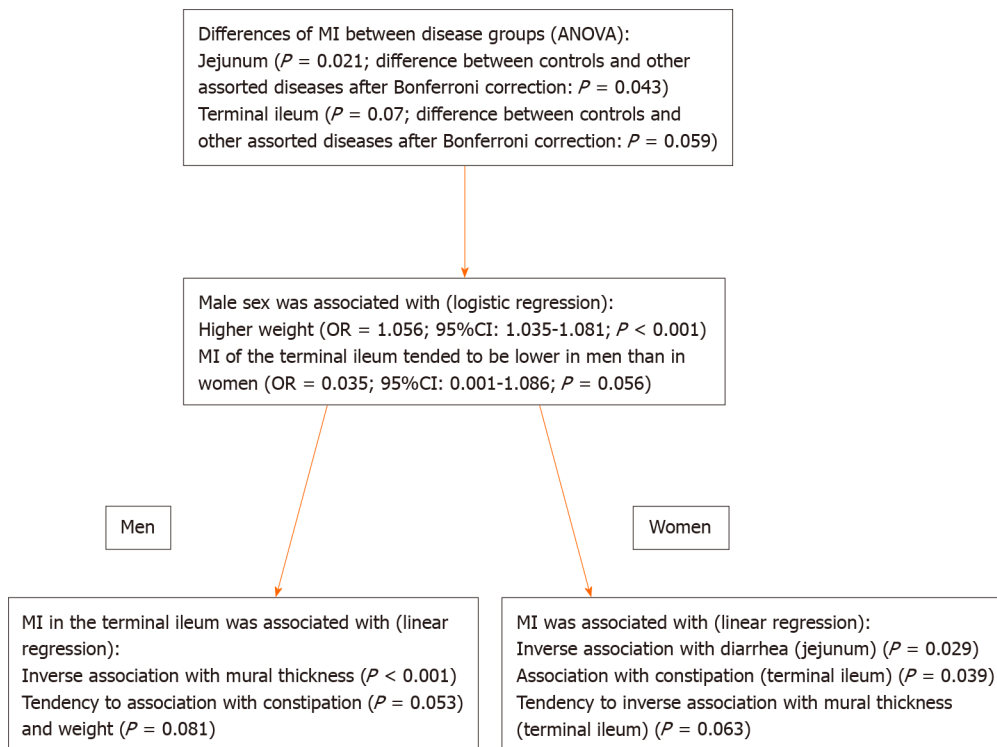 Differences of MI between disease groups (ANOVA):
Jejunum (P = 0.021; difference between controls and other
assorted diseases after Bonferroni correction: P = 0.043)
Terminal ileum (P = 0.07; difference between controls and
other assorted diseases after Bonferroni correction: P = 0.059)
Male sex was associated with (logistic regression):
Higher weight (OR = 1.056; 95%CI: 1.035-1.081; P < 0.001)
MI of the terminal ileum tended to be lower in men than in
women (OR = 0.035; 95%CI: 0.001-1.086; P = 0.056)
Men
Women
MI in the terminal ileum was associated with (linear
regression):
Inverse association with mural thickness (P < 0.001)
Tendency to association with constipation (P = 0.053)
and weight (P = 0.081)
MI was associated with (linear regression):
Inverse association with diarrhea (jejunum) (P = 0.029)
Association with constipation (terminal ileum) (P = 0.039)
Tendency to inverse association with mural thickness
(terminal ileum) (P = 0.063)